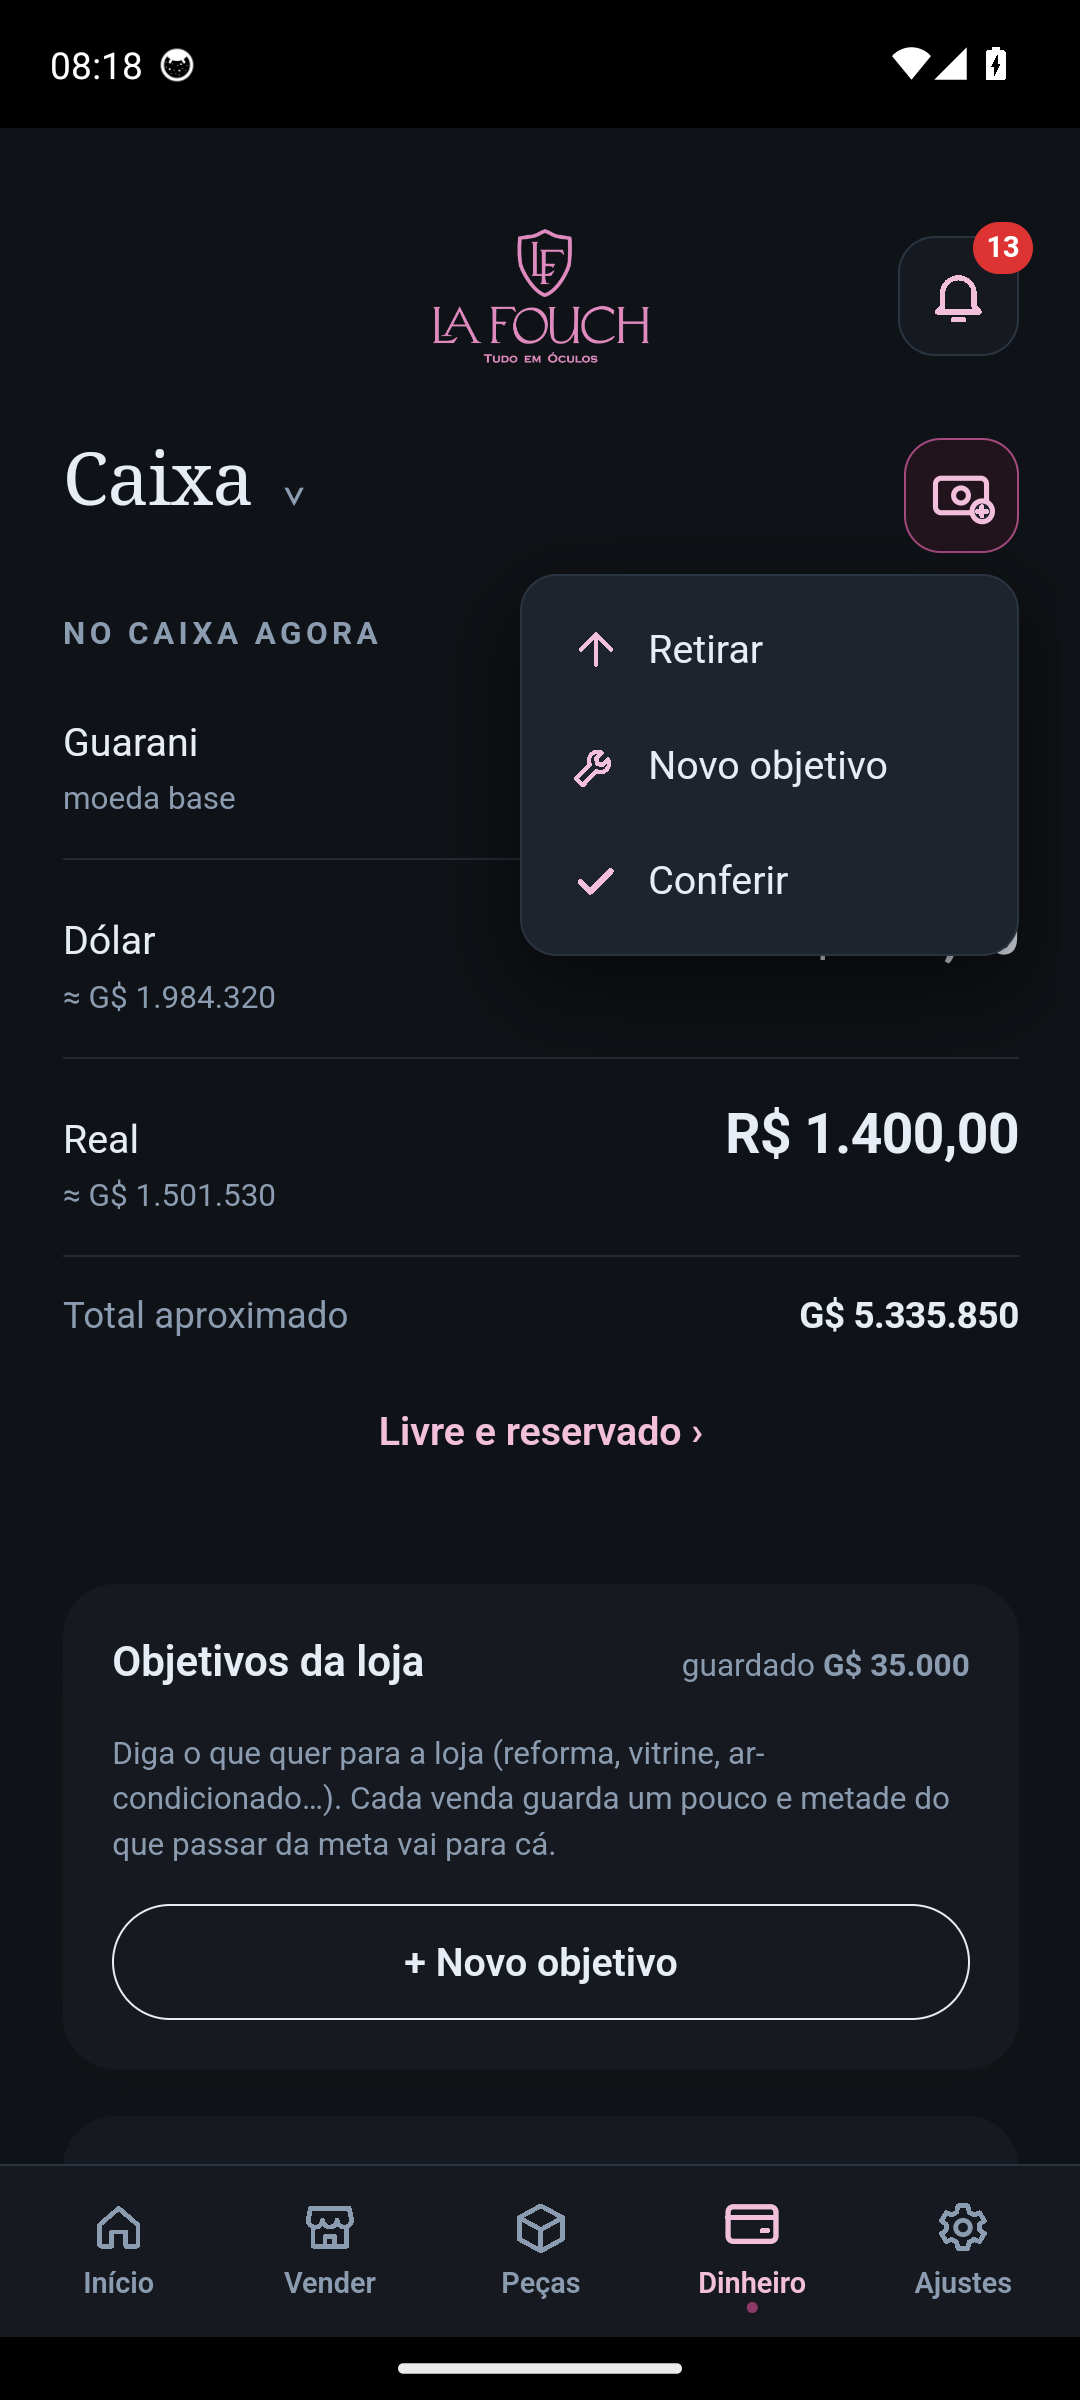 08:18
13
LF
LA FOUCH
TUDO EM ÓCULOS
Caixa
NO CAIXA AGORA
Retirar
Novo objetivo
Conferir
Guarani
moeda base
Dólar
≈ G$ 1.984.320
Real
R$ 1.400,00
≈ G$ 1.501.530
Total aproximado
G$ 5.335.850
Livre e reservado ›
Objetivos da loja
guardado G$ 35.000
Diga o que quer para a loja (reforma, vitrine, ar-
condicionado…). Cada venda guarda um pouco e metade do
que passar da meta vai para cá.
+ Novo objetivo
Início
Vender
Peças
Dinheiro
Ajustes